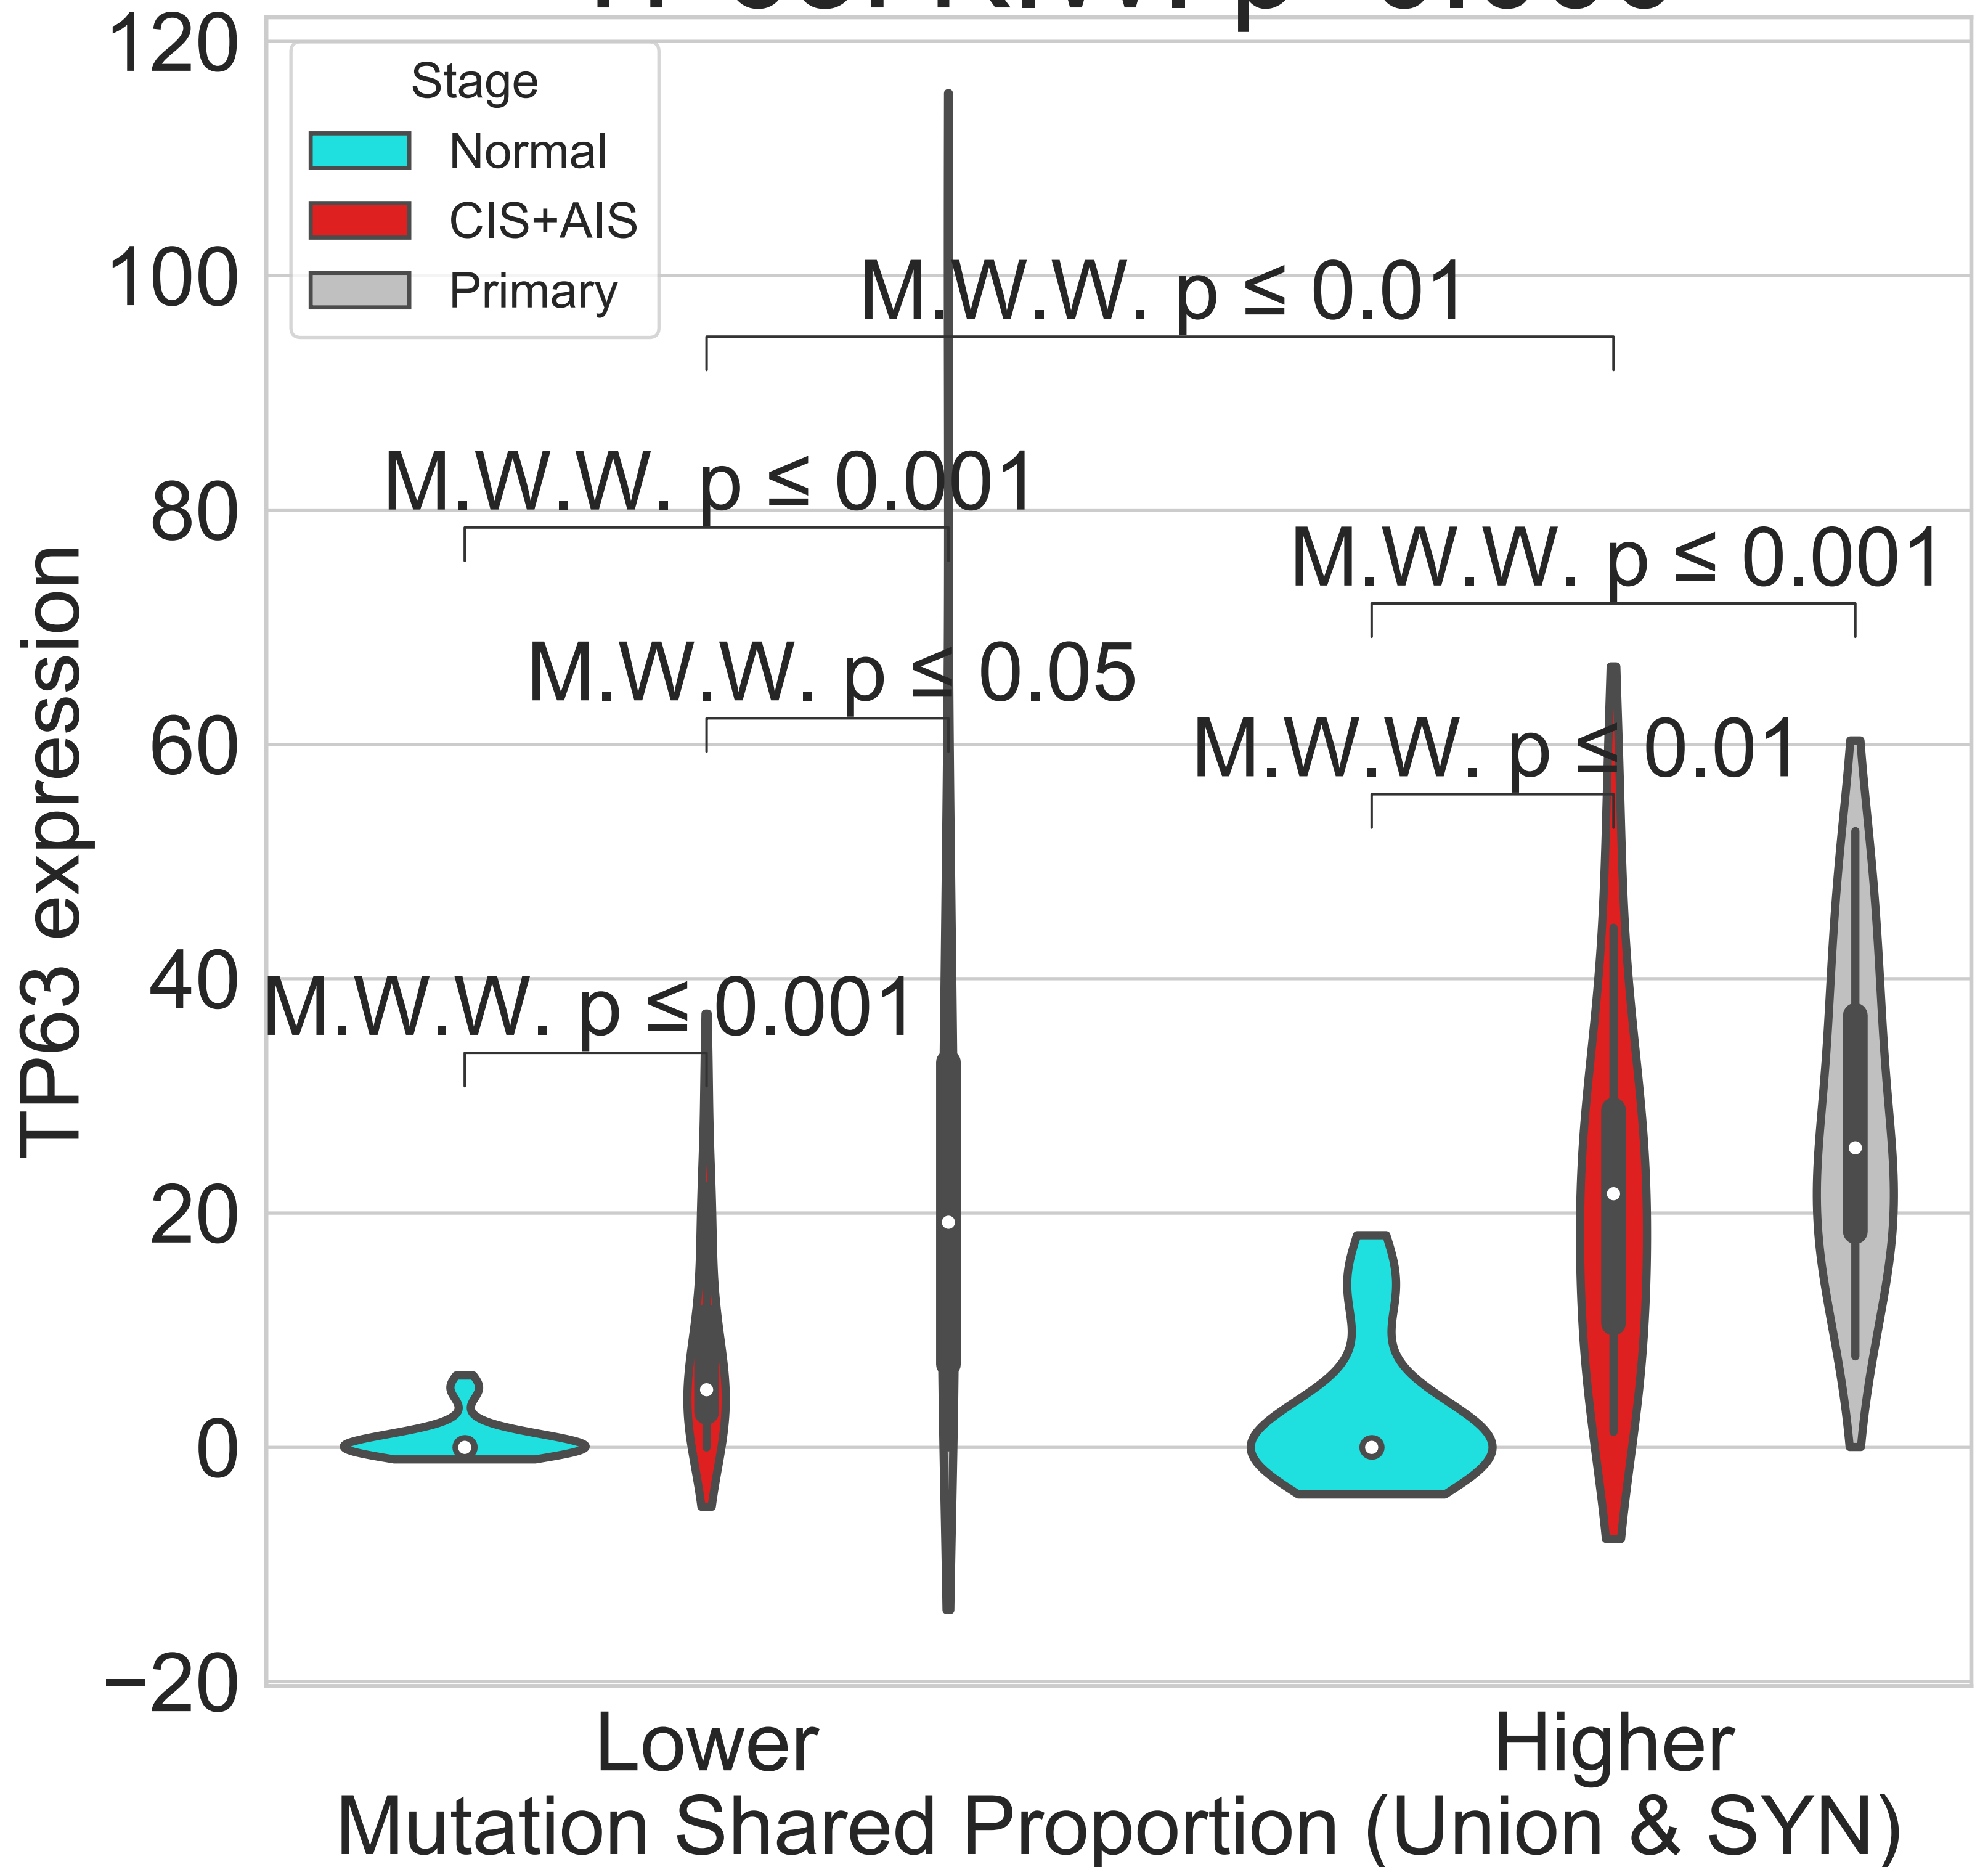 120
Stage
Normal
CIS+AIS
Primary
100
M.W.W. p ≤ 0.01
M.W.W. p ≤ 0.001
80
M.W.W. p ≤ 0.001
M.W.W. p ≤ 0.05
60
M.W.W. p ≤ 0.01
40
M.W.W. p ≤ 0.001
20
0
−20
TP63 expression
Lower
Higher
Mutation Shared Proportion (Union & SYN)